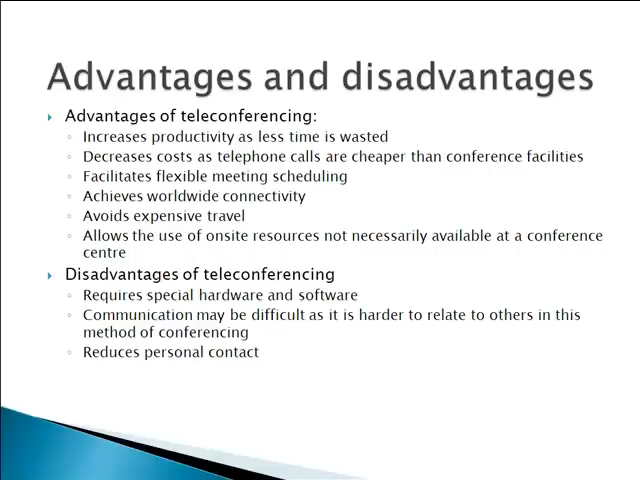 Advantages and disadvantages
Advantages of teleconferencing:
Increases productivity as less time is wasted
Decreases costs as telephone calls are cheaper than conference facilities
Facilitates flexible meeting scheduling
Achieves worldwide connectivity
Avoids expensive travel
Allows the use of onsite resources not necessarily available at a conference
centre
Disadvantages of teleconferencing
Requires special hardware and software
Communication may be difficult as it is harder to relate to others in this
method of conferencing
Reduces personal contact